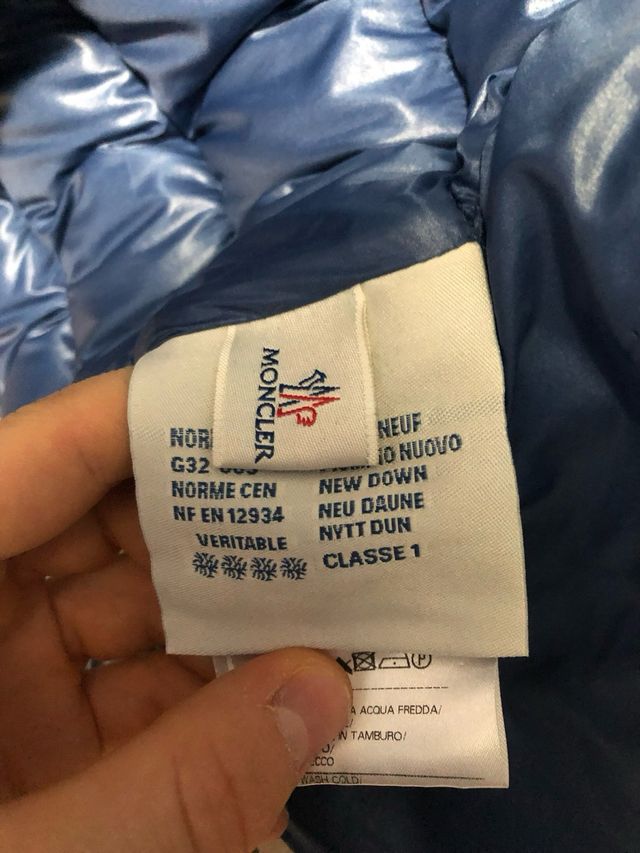 MONCLER
NORME CEN
NF EN 12934
VERITABLE
NEUF
NUOVO
NEW DOWN
NEU DAUNE
NYTT DUN
CLASSE 1
ACQUA FREDDA/
IN TAMBURO/
WASH COLD/